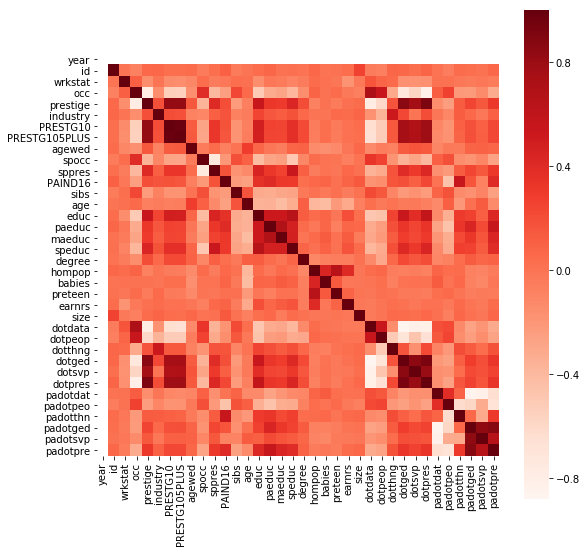 year
id
wrkstat
occ
prestige
industry
PRESTG10
PRESTG105PLUS
agewed
spocc
sppres
PAIND16
sibs
age
educ
paeduc
maeduc
speduc
degree
hompop
babies
preteen
earnrs
size
dotdata
dotpeop
dotthng
dotged
dotsvp
dotpres
padotdat
padotpeo
padotthn
padotged
padotsvp
padotpre
year
id
wrkstat
occ
prestige
industry
PRESTG10
PRESTG105PLUS
agewed
spocc
sppres
PAIND16
sibs
age
educ
paeduc
maeduc
speduc
degree
hompop
babies
preteen
earnrs
size
dotdata
dotpeop
dotthng
dotged
dotsvp
dotpres
padotdat
padotpeo
padotthn
padotged
padotsvp
padotpre
0.8
0.4
0.0
−0.4
−0.8